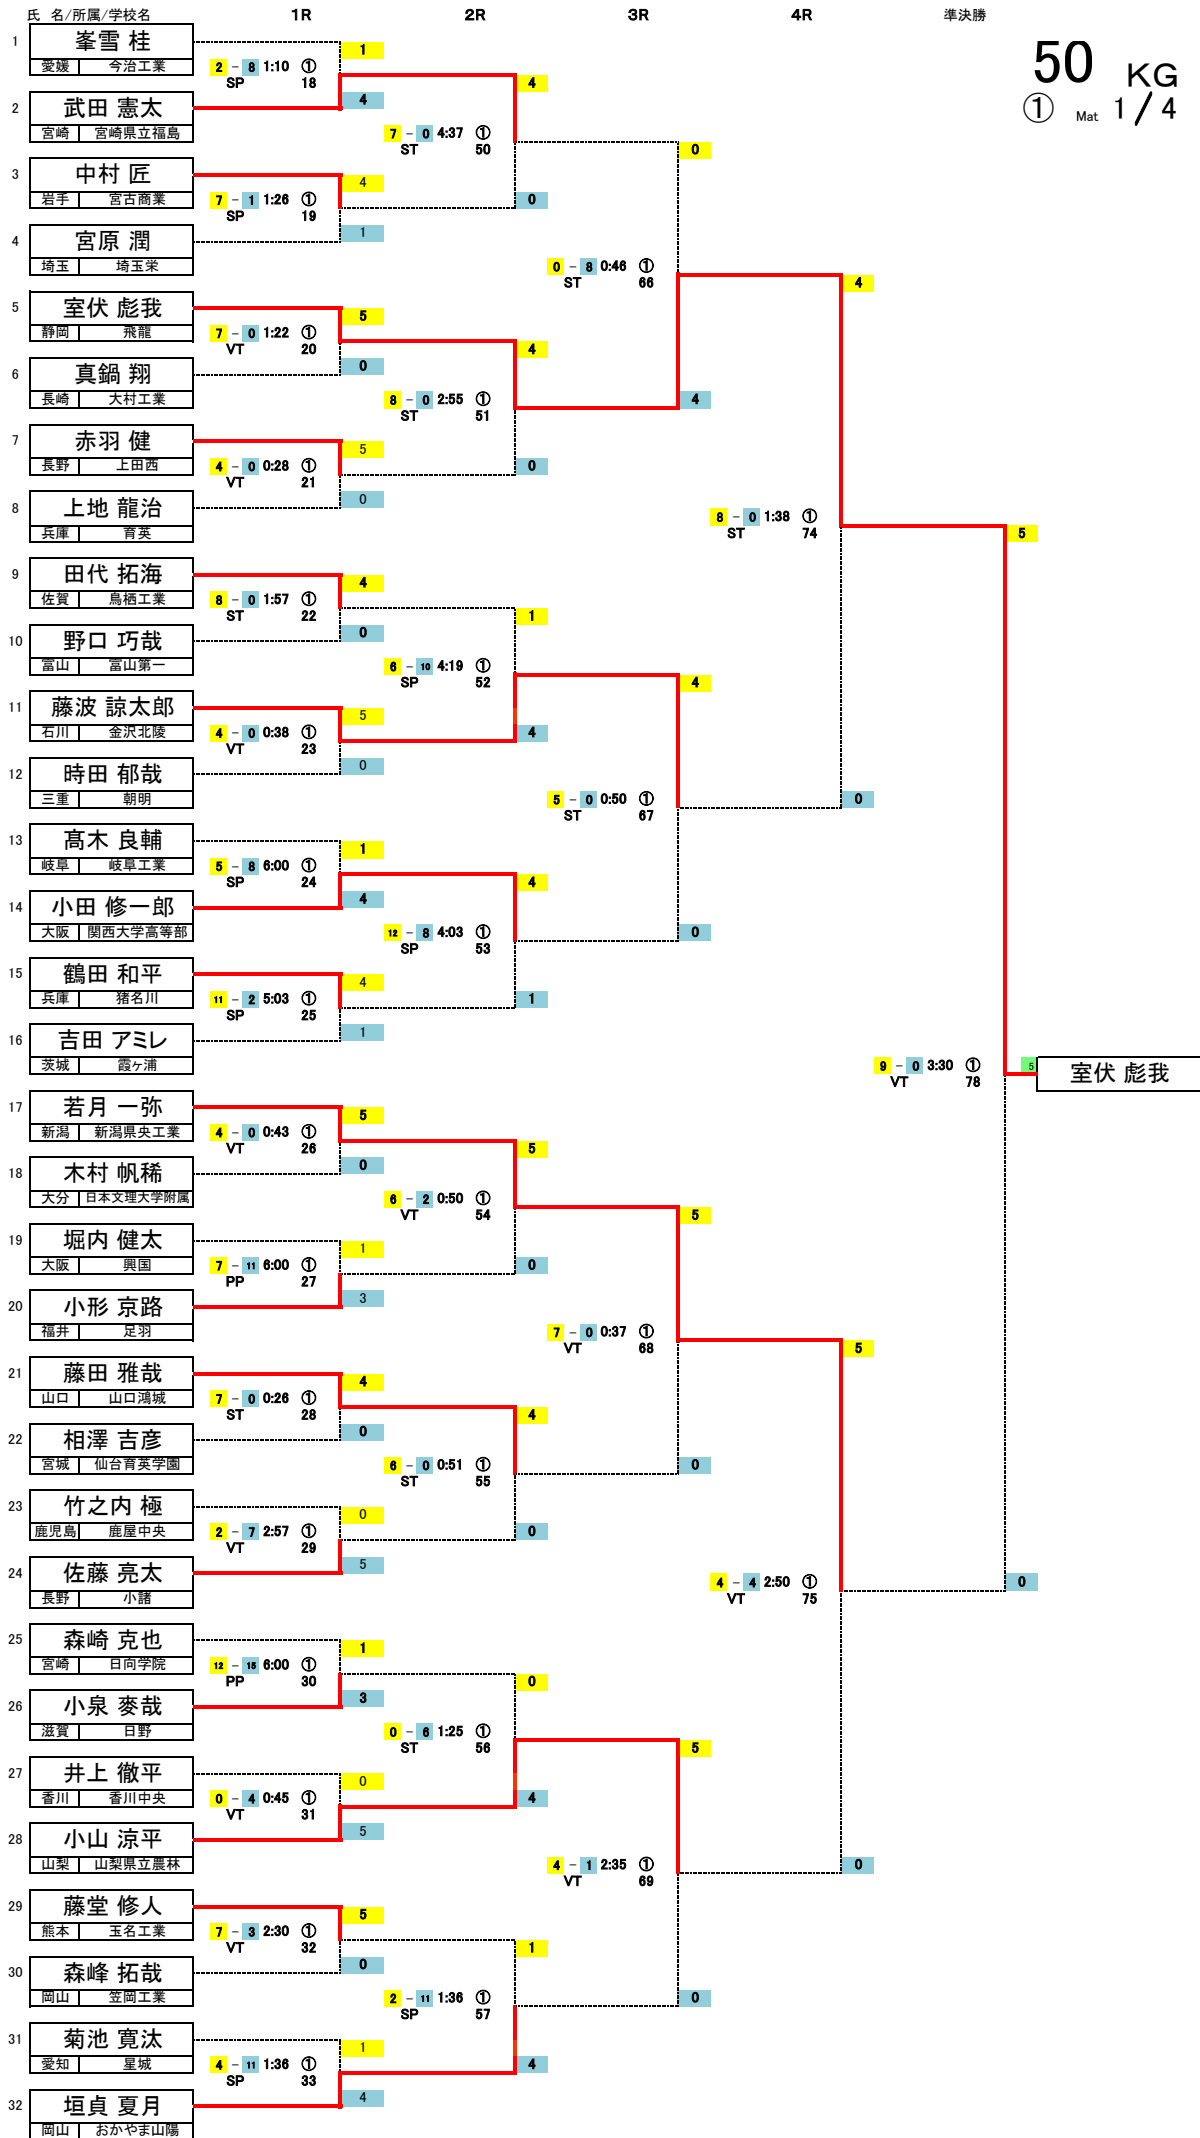 氏 名/所属/学校名 1R 2R 3R 4R 準決勝
50 KG
① Mat 1/4
1 峯雪 桂
愛媛 今治工業
2 - 8 1:10 ①
SP 18
1
4
2 武田 憲太
宮崎 宮崎県立福島
7 - 0 4:37 ①
ST 50
4
0
3 中村 匠
岩手 宮古商業
7 - 1 1:26 ①
SP 19
4
1
4 宮原 潤
埼玉 埼玉栄
0 - 8 0:46 ①
ST 66
0
4
5 室伏 彪我
静岡 飛龍
7 - 0 1:22 ①
VT 20
5
0
6 真鍋 翔
長崎 大村工業
8 - 0 2:55 ①
ST 51
4
0
7 赤羽 健
長野 上田西
4 - 0 0:28 ①
VT 21
5
0
8 上地 龍治
兵庫 育英
8 - 0 1:38 ①
ST 74
4
0
9 田代 拓海
佐賀 鳥栖工業
8 - 0 1:57 ①
ST 22
4
0
10 野口 巧哉
富山 富山第一
6 - 10 4:19 ①
SP 52
1
4
11 藤波 諒太郎
石川 金沢北陵
4 - 0 0:38 ①
VT 23
5
0
12 時田 郁哉
三重 朝明
5 - 0 0:50 ①
ST 67
4
0
13 髙木 良輔
岐阜 岐阜工業
5 - 8 6:00 ①
SP 24
1
4
14 小田 修一郎
大阪 関西大学高等部
12 - 8 4:03 ①
SP 53
4
1
15 鶴田 和平
兵庫 猪名川
11 - 2 5:03 ①
SP 25
4
1
16 吉田 アミレ
茨城 霞ヶ浦
9 - 0 3:30 ①
VT 78
5
0
5 室伏 彪我
17 若月 一弥
新潟 新潟県央工業
4 - 0 0:43 ①
VT 26
5
0
18 木村 帆稀
大分 日本文理大学附属
6 - 2 0:50 ①
VT 54
5
0
19 堀内 健太
大阪 興国
7 - 11 6:00 ①
PP 27
1
3
20 小形 京路
福井 足羽
7 - 0 0:37 ①
VT 68
5
0
21 藤田 雅哉
山口 山口鴻城
7 - 0 0:26 ①
ST 28
4
0
22 相澤 吉彦
宮城 仙台育英学園
6 - 0 0:51 ①
ST 55
4
0
23 竹之内 極
鹿児島 鹿屋中央
2 - 7 2:57 ①
VT 29
0
5
24 佐藤 亮太
長野 小諸
4 - 4 2:50 ①
VT 75
5
0
25 森崎 克也
宮崎 日向学院
12 - 15 6:00 ①
PP 30
1
3
26 小泉 麥哉
滋賀 日野
0 - 6 1:25 ①
ST 56
0
4
27 井上 徹平
香川 香川中央
0 - 4 0:45 ①
VT 31
0
5
28 小山 涼平
山梨 山梨県立農林
4 - 1 2:35 ①
VT 69
5
0
29 藤堂 修人
熊本 玉名工業
7 - 3 2:30 ①
VT 32
5
0
30 森峰 拓哉
岡山 笠岡工業
2 - 11 1:36 ①
SP 57
1
4
31 菊池 寛汰
愛知 星城
4 - 11 1:36 ①
SP 33
1
4
32 垣貞 夏月
岡山 おかやま山陽